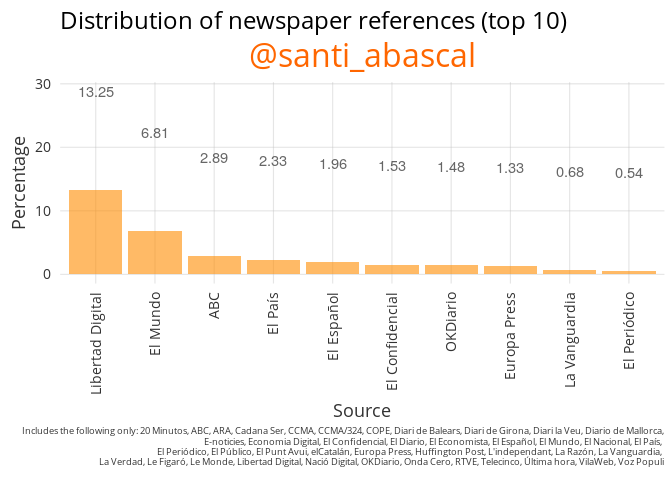 Distribution of newspaper references (top 10)
@santi_abascal
30
20
10
0
Percentage
13.25
6.81
2.89
2.33
1.96
1.53
1.48
1.33
0.68
0.54
Libertad Digital
El Mundo
ABC
El País
El Español
El Confidencial
OKDiario
Europa Press
La Vanguardia
El Periódico
Source
Includes the following only: 20 Minutos, ABC, ARA, Cadana Ser, CCMA, CCMA/324, COPE, Diari de Balears, Diari de Girona, Diari la Veu, Diario de Mallorca,
E-noticies, Economia Digital, El Confidencial, El Diario, El Economista, El Español, El Mundo, El Nacional, El País,
El Periódico, El Público, El Punt Avui, elCatalán, Europa Press, Huffington Post, L'independant, La Razón, La Vanguardia,
La Verdad, Le Figaró, Le Monde, Libertad Digital, Nació Digital, OKDiario, Onda Cero, RTVE, Telecinco, Última hora, VilaWeb, Voz Populi